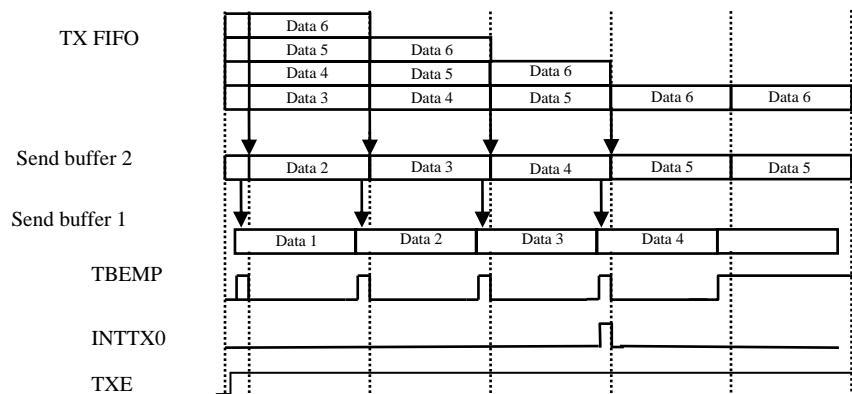 TX FIFO
Data 6
Data 5 Data 6
Data 4 Data 5 Data 6
Data 3 Data 4 Data 5 Data 6 Data 6
Send buffer 2
Data 2 Data 3 Data 4 Data 5 Data 5
Send buffer 1
Data 1 Data 2 Data 3 Data 4
TBEMP
INTTX0
TXE